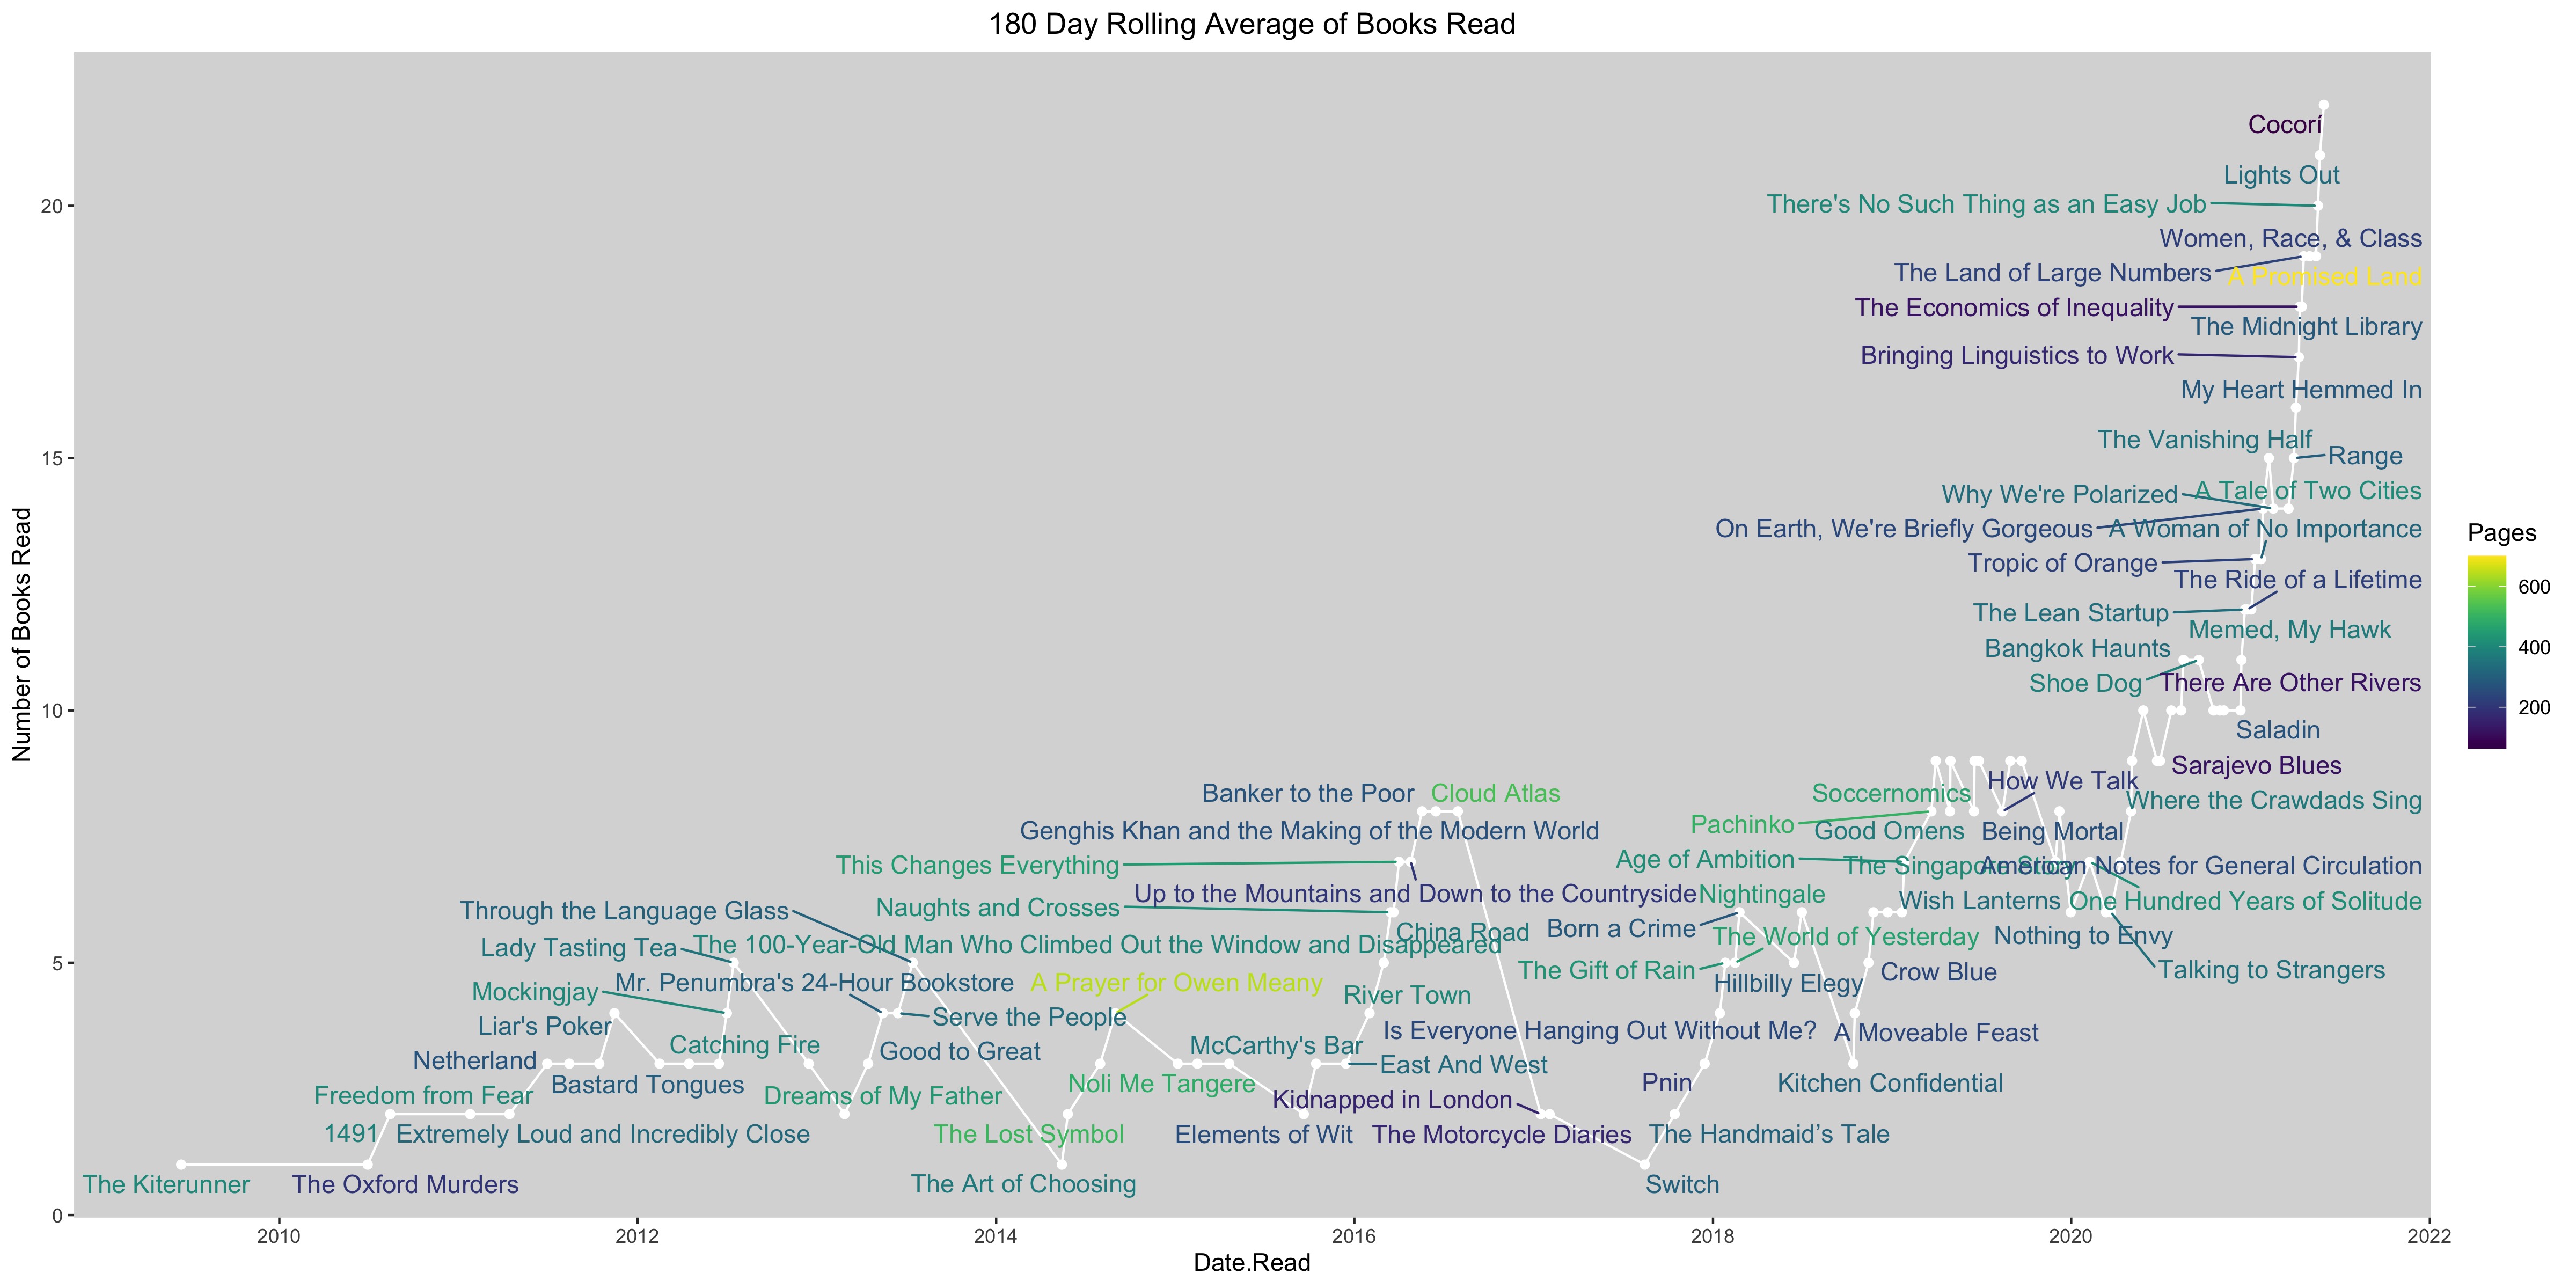 180 Day Rolling Average of Books Read
Cocorí
Lights Out
20
There's No Such Thing as an Easy Job
Women, Race, & Class
The Land of Large Numbers
A Promised Land
The Economics of Inequality
The Midnight Library
Bringing Linguistics to Work
My Heart Hemmed In
The Vanishing Half
15
Range
Why We're Polarized
A Tale of Two Cities
On Earth, We're Briefly Gorgeous
A Woman of No Importance
Pages
Tropic of Orange
The Ride of a Lifetime
600
The Lean Startup
Memed, My Hawk
400
Bangkok Haunts
Shoe Dog
There Are Other Rivers
200
Number of Books Read
10
Saladin
Sarajevo Blues
How We Talk
Banker to the Poor
Cloud Atlas
Soccernomics
Where the Crawdads Sing
Pachinko
Genghis Khan and the Making of the Modern World
Good Omens
Being Mortal
This Changes Everything
Age of Ambition
The Singapore Story
American Notes for General Circulation
Up to the Mountains and Down to the Countryside
Nightingale
Naughts and Crosses
Wish Lanterns
One Hundred Years of Solitude
Through the Language Glass
China Road
Born a Crime
The World of Yesterday
Nothing to Envy
Lady Tasting Tea
The 100-Year-Old Man Who Climbed Out the Window and Disappeared
5
The Gift of Rain
Crow Blue
Talking to Strangers
Mr. Penumbra's 24-Hour Bookstore
A Prayer for Owen Meany
Hillbilly Elegy
Mockingjay
River Town
Serve the People
Liar's Poker
Is Everyone Hanging Out Without Me?
A Moveable Feast
Catching Fire
McCarthy's Bar
Good to Great
Netherland
East And West
Bastard Tongues
Noli Me Tangere
Pnin
Kitchen Confidential
Freedom from Fear
Dreams of My Father
Kidnapped in London
1491
Extremely Loud and Incredibly Close
The Lost Symbol
Elements of Wit
The Motorcycle Diaries
The Handmaid’s Tale
The Kiterunner
The Oxford Murders
The Art of Choosing
Switch
0
2010
2012
2014
2016
2018
2020
2022
Date.Read